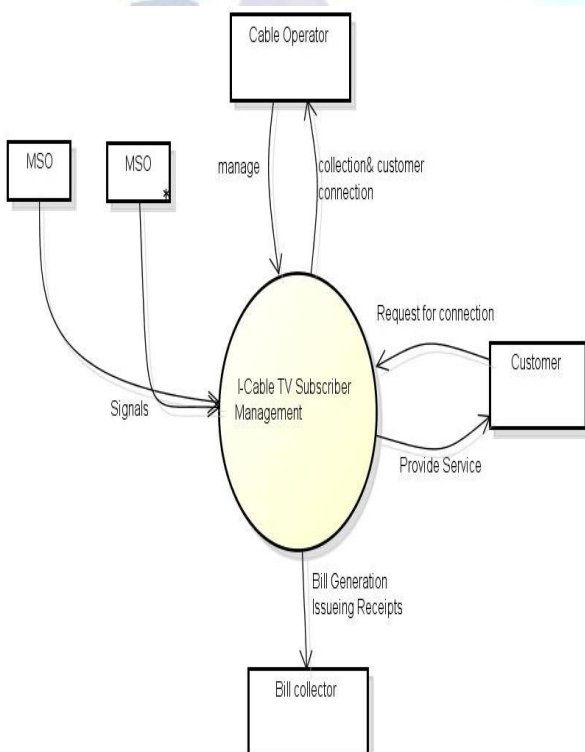 Cable Operator
MSO
MSO
*
manage
collection& customer
connection
Request for connection
Customer
I-Cable TV Subscriber
Management
Signals
Provide Service
Bill Generation
Issueing Receipts
Bill collector